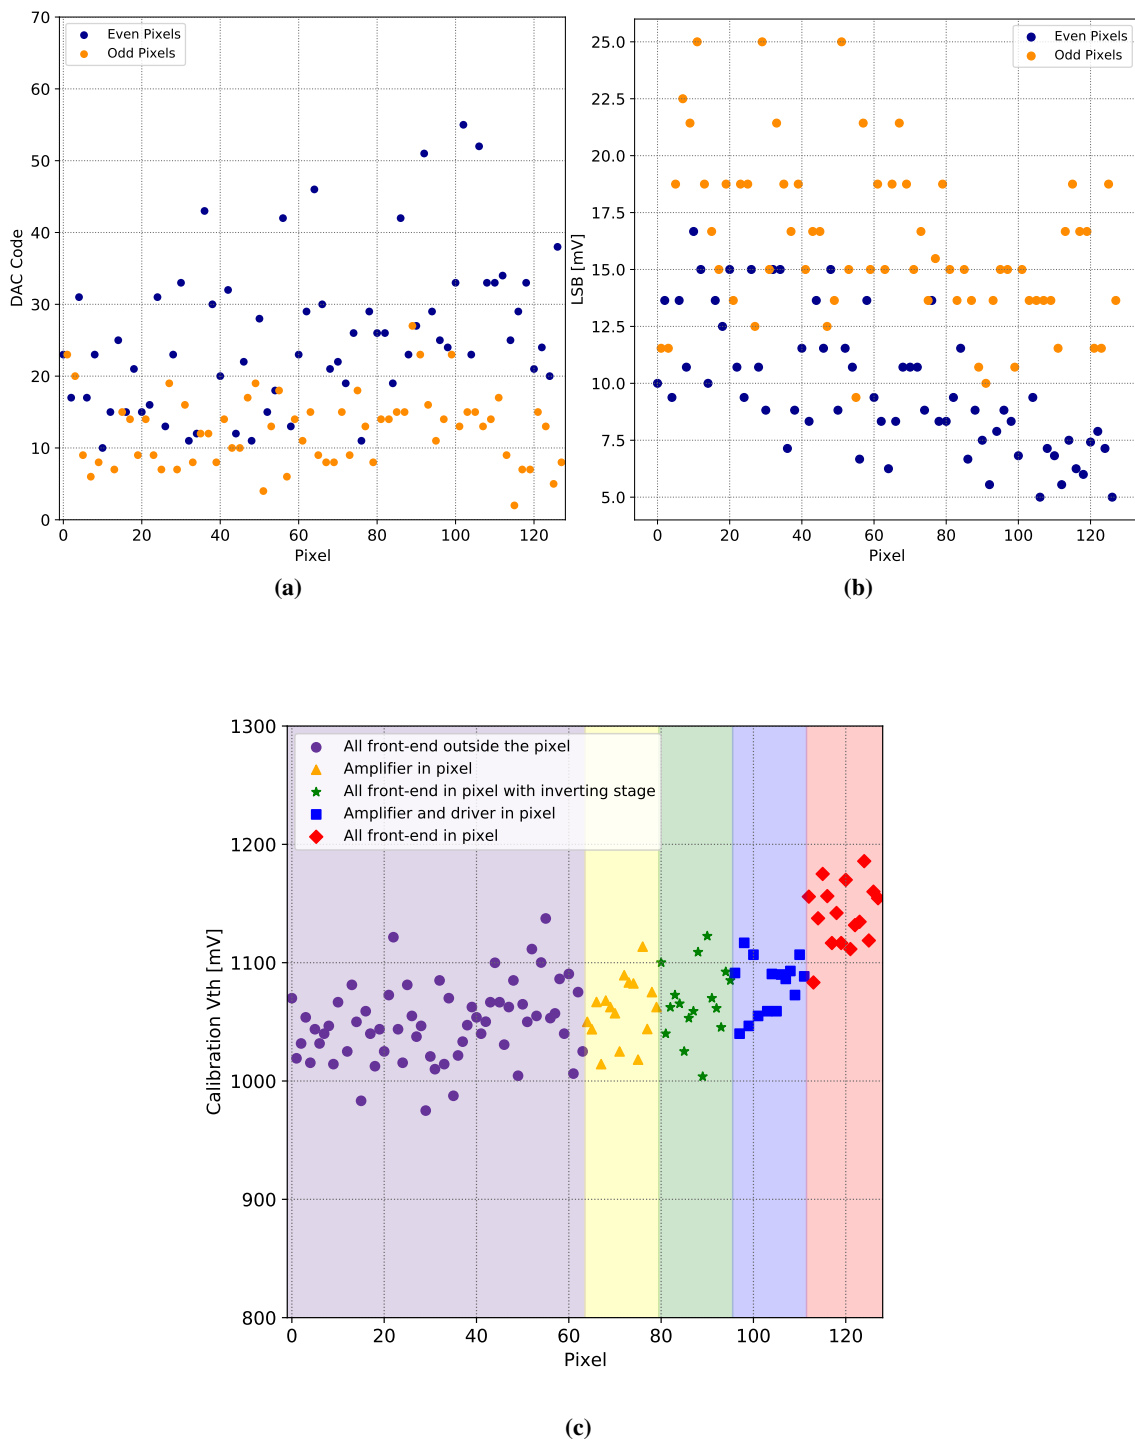 70
60
50
40
30
20
10
0
DAC Code
Even Pixels
Odd Pixels
0 20 40 60 80 100 120
Pixel
(a)
25.0
22.5
20.0
17.5
15.0
12.5
10.0
7.5
5.0
LSB [mV]
Even Pixels
Odd Pixels
0 20 40 60 80 100 120
Pixel
(b)
1300
1200
1100
1000
900
800
Calibration Vth [mV]
All front-end outside the pixel
Amplifier in pixel
All front-end in pixel with inverting stage
Amplifier and driver in pixel
All front-end in pixel
0 20 40 60 80 100 120
Pixel
(c)